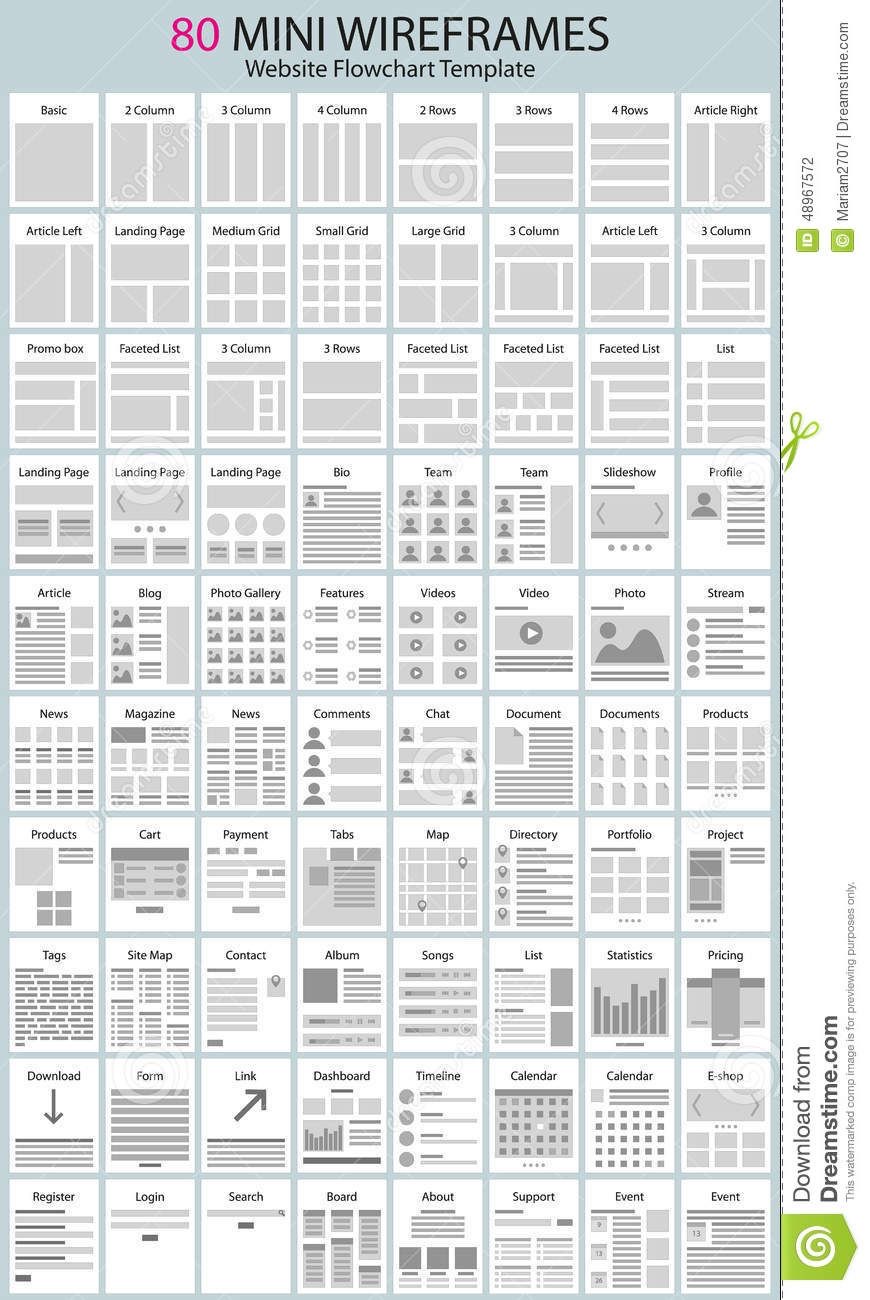 80 MINI WIREFRAMES
Website Flowchart Template
Basic
2 Column
3 Column
4 Column
2 Rows
3 Rows
4 Rows
Article Right
Article Left
Landing Page
Medium Grid
Small Grid
Large Grid
3 Column
Article Left
3 Column
Promo box
Faceted List
3 Column
3 Rows
Faceted List
Faceted List
Faceted List
List
Landing Page
Landing Page
Landing Page
Bio
Team
Team
Slideshow
Profile
Article
Blog
Photo Gallery
Features
Videos
Video
Photo
Stream
News
Magazine
News
Comments
Chat
Document
Documents
Products
Products
Cart
Payment
Tabs
Map
Directory
Portfolio
Project
Tags
Site Map
Contact
Album
Songs
List
Statistics
Pricing
Download
Form
Link
Dashboard
Timeline
Calendar
Calendar
E-shop
Register
Login
Search
Board
About
Support
Event
9
13
26
Event
13
ID 48967572
© Mariam2707 | Dreamstime.com
Download from
Dreamstime.com
This watermarked comp image is for previewing purposes only.
dreamstime